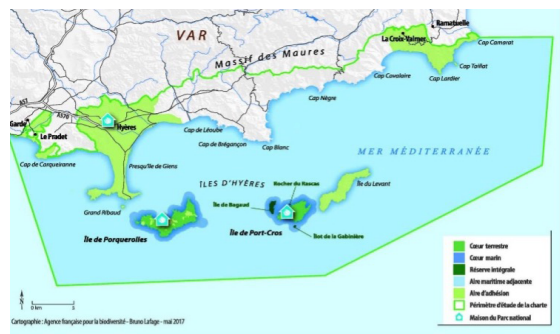 VAR
Massif des Maures
Ramatuelle
La Croix-Valmer
Cap Camarat
Cap Taillat
Cap Lardier
Cap Cavalaire
Cap Nègre
A57
A570
Garde
Hyères
Le Pradet
Cap de Carqueiranne
Cap de Léoube
Cap de Brégançon
Cap Blanc
Presqu'île de Giens
MER MÉDITERRANÉE
ÎLES D'HYÈRES
Rocher du Rascas
Île du Levant
Île de Bagaud
Grand Ribaud
Île de Porquerolles
Île de Port-Cros
Îlot de la Gabinière
Cœur terrestre
Cœur marin
Réserve intégrale
Aire maritime adjacente
Aire d'adhésion
Périmètre d'étude de la charte
Maison du Parc national
N
0 km
Cartographie : Agence française pour la biodiversité - Bruno Lafage - mai 2017